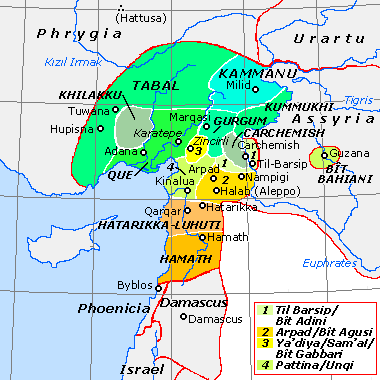 (Hattusa)
Phrygia
Urartu
Kızıl Irmak
KAMMANU
TABAL
Milid
KHILAKKU
KUMMUKHI
Tigris
Tuwana
Marqasi
Assyria
GURGUM
Hupisna
Karatepe
CARCHEMISH
Zincirli
Carchemish
Adana
2
3
1
Guzana
Til-Barsip
QUE
4
Arpad
1
BIT
BAHIANI
Kinalua
2
Nampigi
Halab (Aleppo)
Hatarikka
Qarqar
HATARIKKA-LUHUTI
Hamath
HAMATH
Euphrates
Byblos
Phoenicia
Damascus
Damascus
Israel
1 Til Barsip/
Bit Adini
2 Arpad/Bit Agusi
3 Ya'diya/Sam'al/
Bit Gabbari
4 Pattina/Unqi